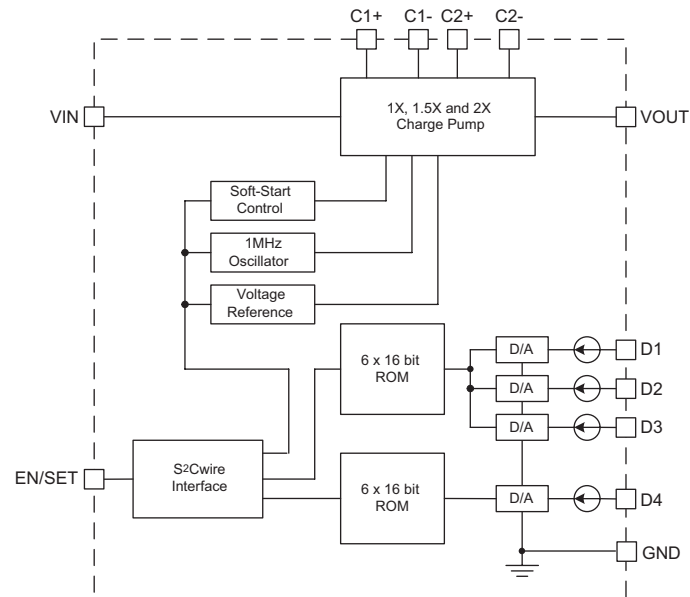 C1+ C1- C2+ C2-
VIN
1X, 1.5X and 2X
Charge Pump
VOUT
Soft-Start
Control
1MHz
Oscillator
Voltage
Reference
6 x 16 bit
ROM
D/A
D1
D/A
D2
D/A
D3
EN/SET
S2Cwire
Interface
6 x 16 bit
ROM
D/A
D4
GND